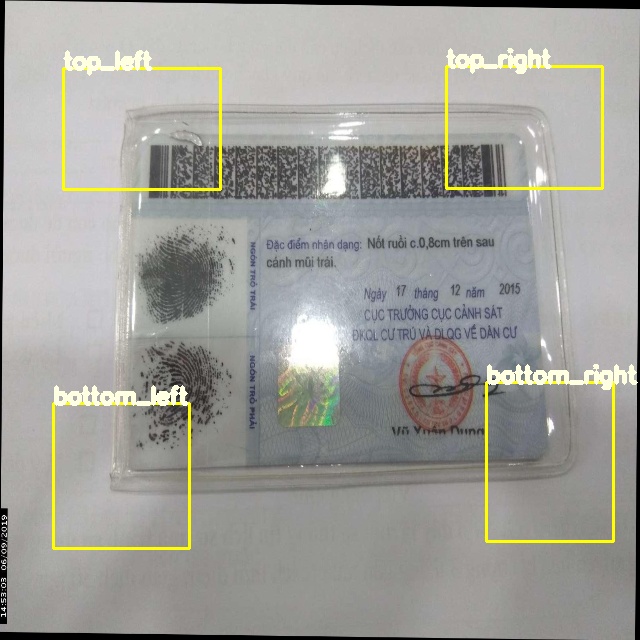 top_left
top_right
Đặc điểm nhận dạng: Nốt ruồi c.0,8cm trên sau
cánh mũi trái.
NGÓN TRỎ TRÁI
Ngày 17 tháng 12 năm 2015
CỤC TRƯỞNG CỤC CẢNH SÁT
ĐKQL CƯ TRÚ VÀ DLQG VỀ DÂN CƯ
NGÓN TRỎ PHẢI
bottom_left
bottom_right
Vũ Xuân Dung
14:53:03 06/09/2019